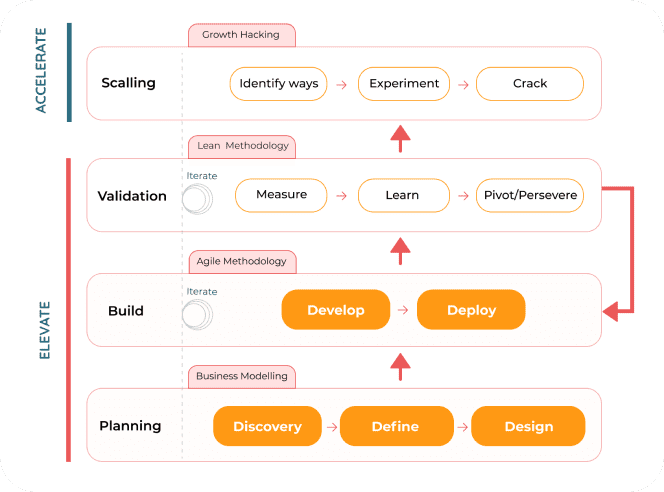 ACCELERATE
Growth Hacking
Scalling
Identify ways
Experiment
Crack
ELEVATE
Lean Methodology
Validation
Iterate
Measure
Learn
Pivot/Persevere
Agile Methodology
Build
Iterate
Develop
Deploy
Business Modelling
Planning
Discovery
Define
Design